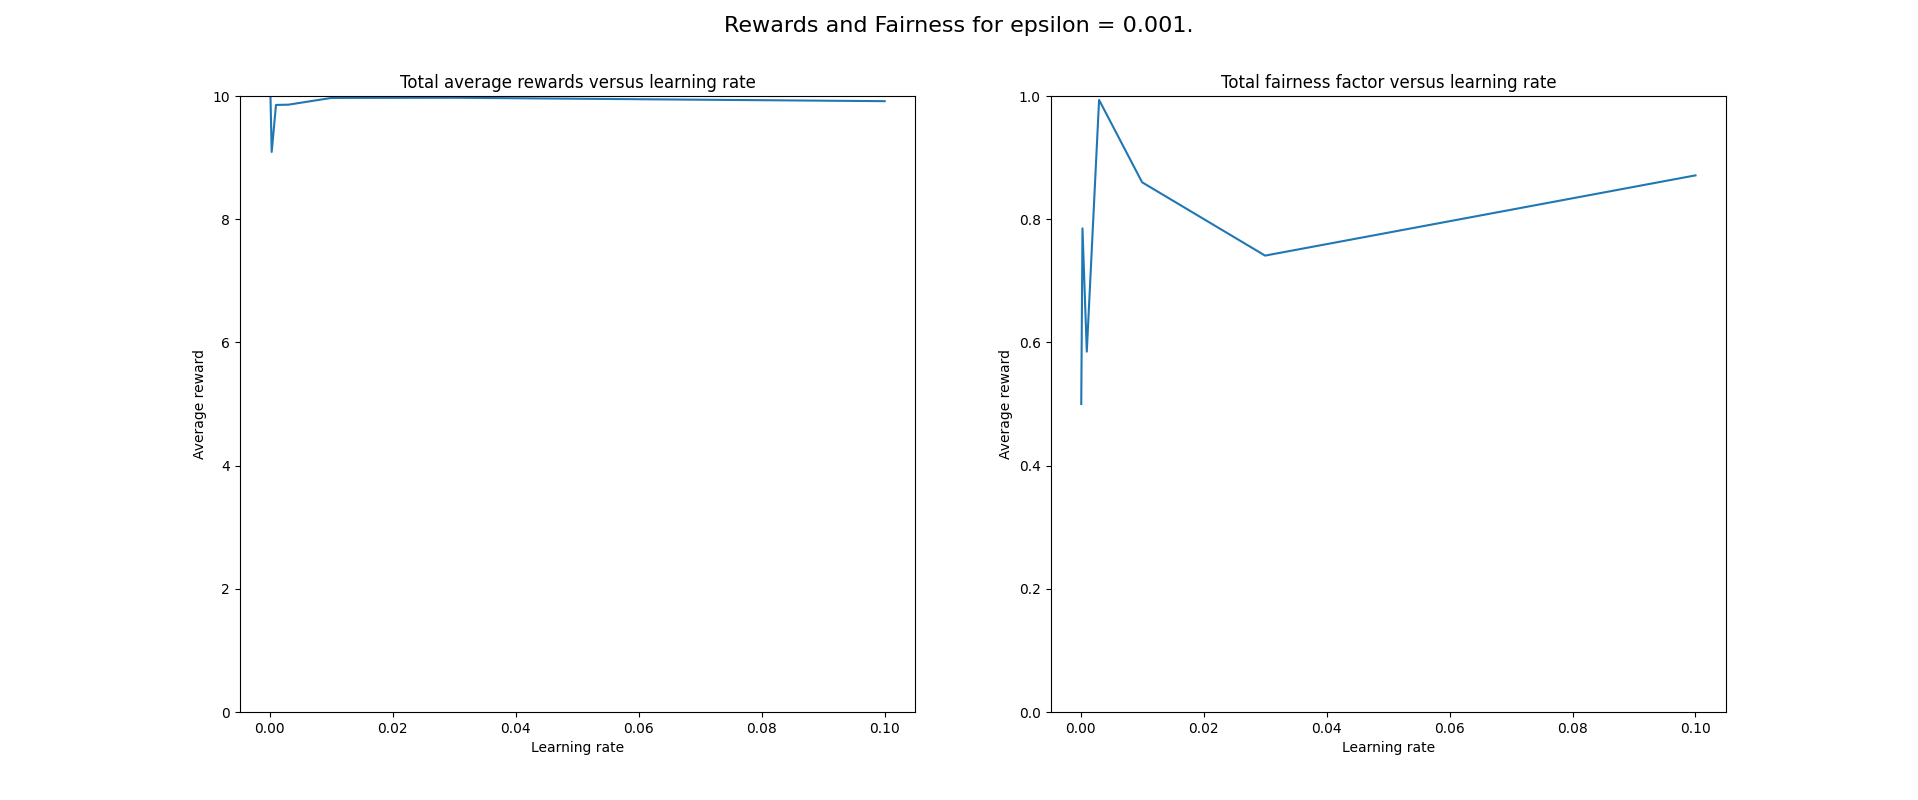 Rewards and Fairness for epsilon = 0.001.
Total average rewards versus learning rate
10
8
6
4
2
0
Average reward
0.00 0.02 0.04 0.06 0.08 0.10
Learning rate
Total fairness factor versus learning rate
1.0
0.8
0.6
0.4
0.2
0.0
Average reward
0.00 0.02 0.04 0.06 0.08 0.10
Learning rate